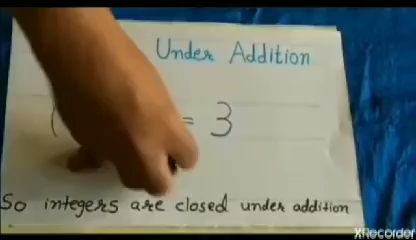 Under Addition
( = 3
So integers are closed under addition
XRecorder